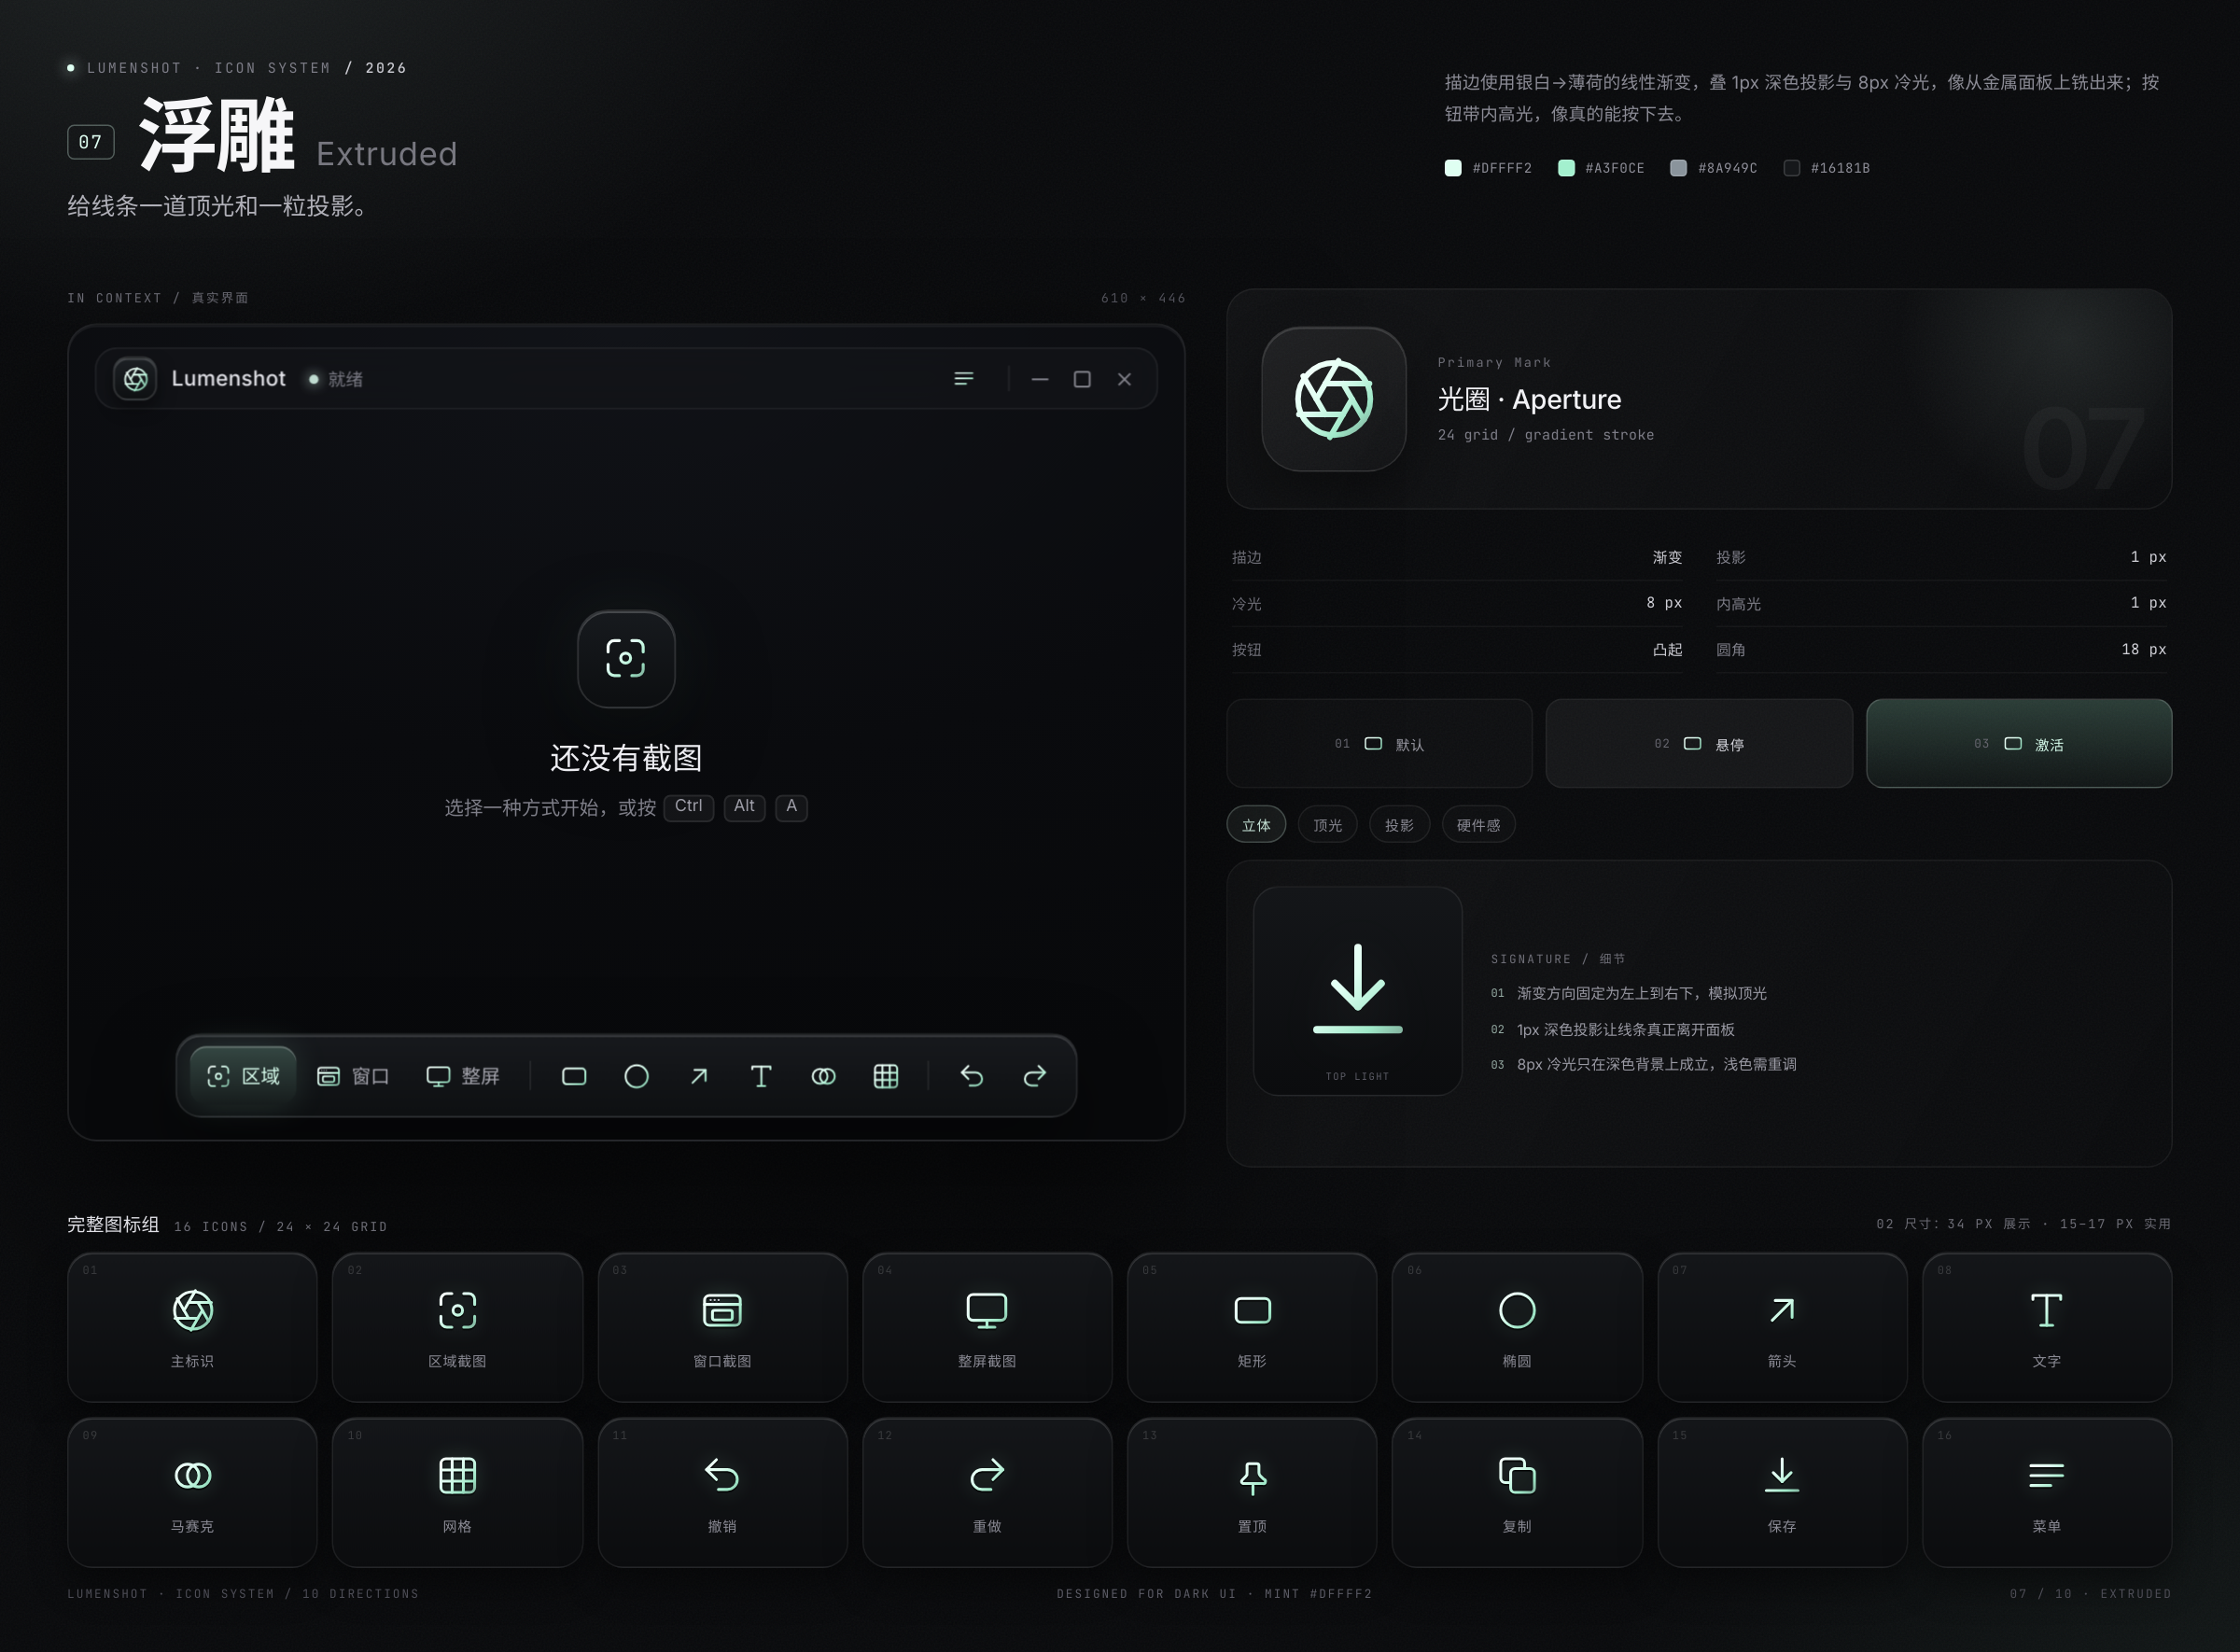 LUMENSHOT · ICON SYSTEM / 2026
07 浮雕 Extruded
给线条一道顶光和一粒投影。
描边使用银白→薄荷的线性渐变，叠 1px 深色投影与 8px 冷光，像从金属面板上铣出来；按
钮带内高光，像真的能按下去。
#DFFFF2 #A3F0CE #8A949C #16181B
IN CONTEXT / 真实界面 610 × 446
Lumenshot 就绪
还没有截图
选择一种方式开始，或按 Ctrl Alt A
区域 窗口 整屏
Primary Mark
光圈 · Aperture
24 grid / gradient stroke
07
描边 渐变 投影 1 px
冷光 8 px 内高光 1 px
按钮 凸起 圆角 18 px
01 默认 02 悬停 03 激活
立体 顶光 投影 硬件感
TOP LIGHT
SIGNATURE / 细节
01 渐变方向固定为左上到右下，模拟顶光
02 1px 深色投影让线条真正离开面板
03 8px 冷光只在深色背景上成立，浅色需重调
完整图标组 16 ICONS / 24 × 24 GRID
02 尺寸：34 PX 展示 · 15–17 PX 实用
01 主标识
02 区域截图
03 窗口截图
04 整屏截图
05 矩形
06 椭圆
07 箭头
08 文字
09 马赛克
10 网格
11 撤销
12 重做
13 置顶
14 复制
15 保存
16 菜单
LUMENSHOT · ICON SYSTEM / 10 DIRECTIONS
DESIGNED FOR DARK UI · MINT #DFFFF2
07 / 10 · EXTRUDED